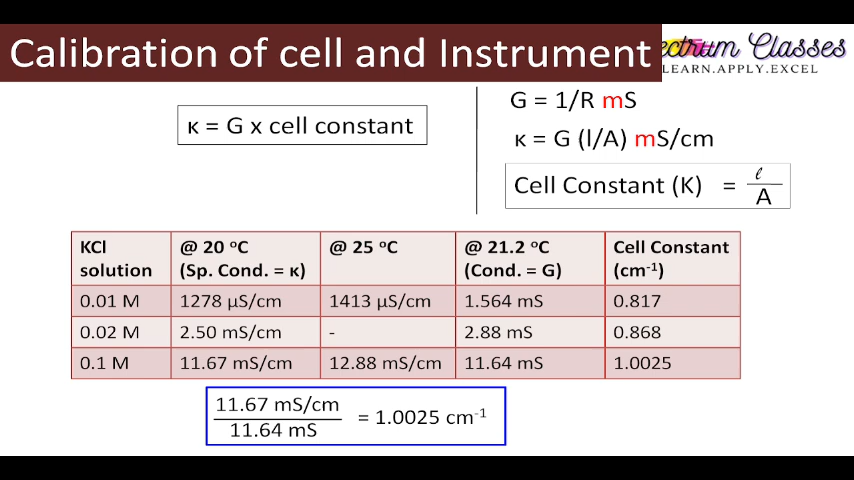 Calibration of cell and Instrument
Classes
LEARN.APPLY.EXCEL
κ = G x cell constant
G = 1/R mS
κ = G (l/A) mS/cm
Cell Constant (K) = ℓ
A
KCl solution | @ 20 ᵒC (Sp. Cond. = κ) | @ 25 ᵒC | @ 21.2 ᵒC (Cond. = G) | Cell Constant (cm⁻¹)
0.01 M | 1278 µS/cm | 1413 µS/cm | 1.564 mS | 0.817
0.02 M | 2.50 mS/cm | - | 2.88 mS | 0.868
0.1 M | 11.67 mS/cm | 12.88 mS/cm | 11.64 mS | 1.0025
11.67 mS/cm
11.64 mS
= 1.0025 cm⁻¹